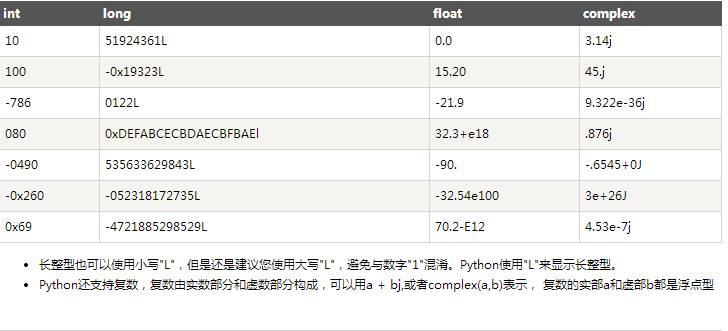 int long float complex
10 51924361L 0.0 3.14j
100 -0x19323L 15.20 45.j
-786 0122L -21.9 9.322e-36j
080 0xDEFABCECBDAECBFBAEl 32.3+e18 .876j
-0490 535633629843L -90. -.6545+0J
-0x260 -052318172735L -32.54e100 3e+26J
0x69 -4721885298529L 70.2-E12 4.53e-7j
• 长整型也可以使用小写"L"，但是还是建议您使用大写"L"，避免与数字"1"混淆。Python使用"L"来显示长整型。
• Python还支持复数，复数由实数部分和虚数部分构成，可以用a + bj,或者complex(a,b)表示， 复数的实部a和虚部b都是浮点型